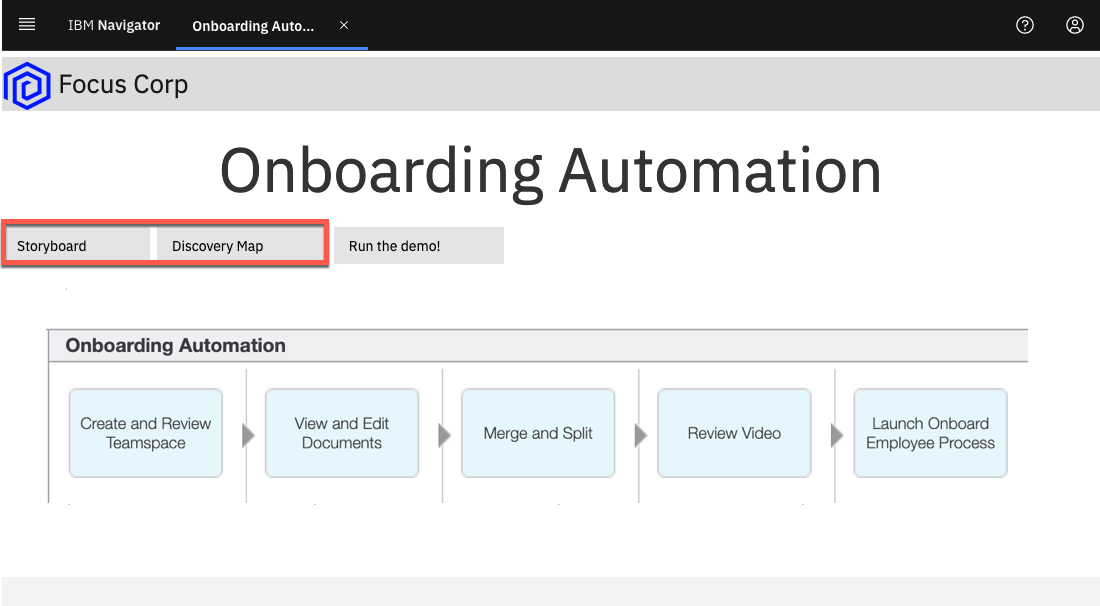 IBM Navigator
Onboarding Auto...
Focus Corp
Onboarding Automation
Storyboard
Discovery Map
Run the demo!
Onboarding Automation
Create and Review
Teamspace
View and Edit
Documents
Merge and Split
Review Video
Launch Onboard
Employee Process